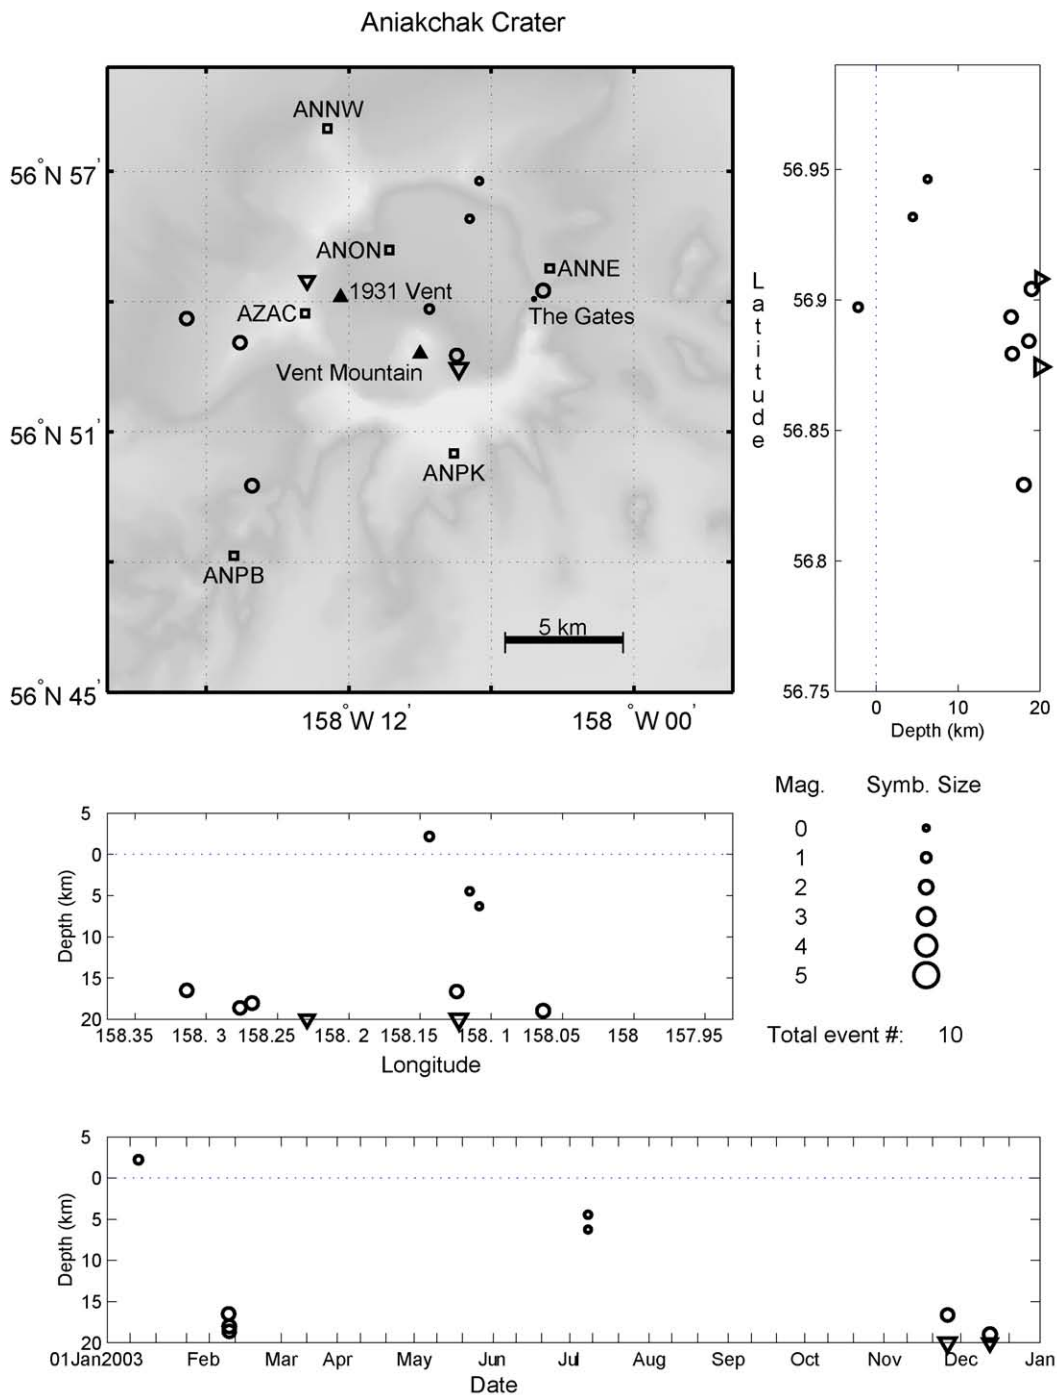 Aniakchak Crater
ANNW
56°N 57'
ANON
ANNE
1931 Vent
AZAC
The Gates
Vent Mountain
56°N 51'
ANPK
ANPB
5 km
56°N 45'
158°W 12'
158°W 00'
56.95
56.9
56.85
56.8
56.75
Latitude
0 10 20
Depth (km)
5
0
5
10
15
20
Depth (km)
158.35 158. 3 158.25 158. 2 158.15 158. 1 158.05 158 157.95
Longitude
Mag. Symb. Size
0
1
2
3
4
5
Total event #: 10
5
0
5
10
15
20
Depth (km)
01Jan2003 Feb Mar Apr May Jun Jul Aug Sep Oct Nov Dec Jan
Date